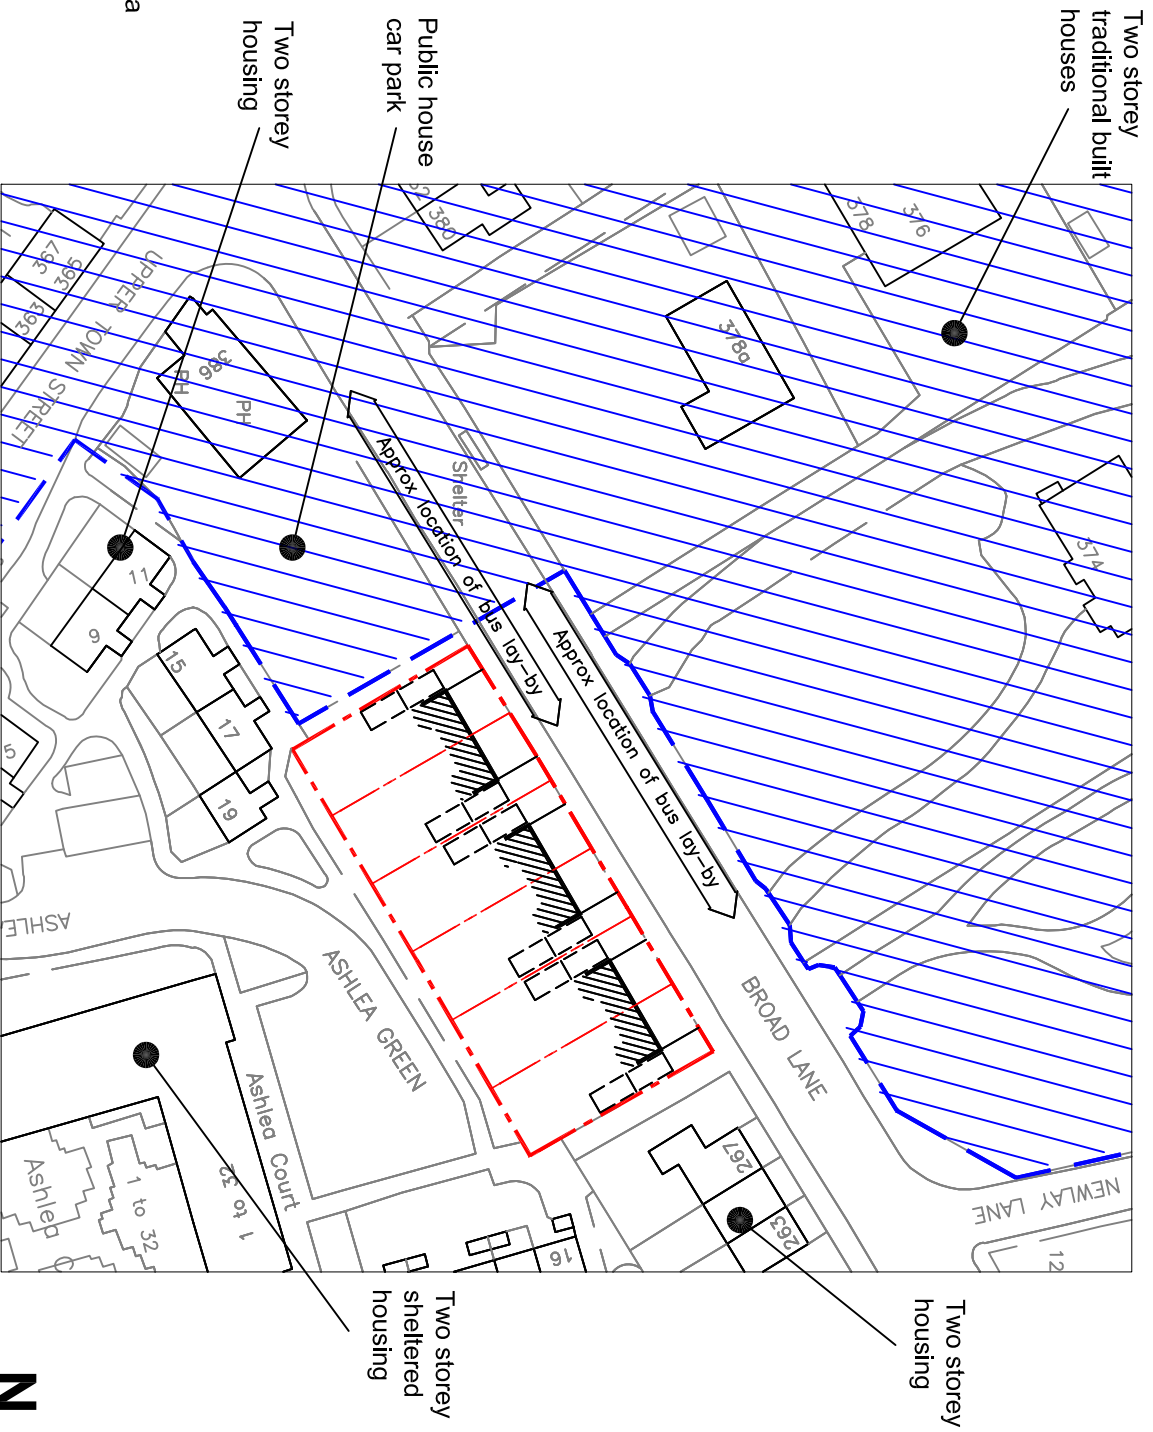 Two storey
traditional built
houses
Public house
car park
Two storey
housing
a
376
378
380
378a
374
367
365
363
UPPER TOWN STREET
386
PH
PH
Shelter
Approx location of bus lay-by
Approx location of bus lay-by
11
9
15
17
19
5
BROAD LANE
NEWLAY LANE
ASHLEA GREEN
ASHLE
Ashlea Court
1 to 32
1 to 32
Ashlea C
267
263
16
12
Two storey
housing
Two storey
sheltered
housing
N